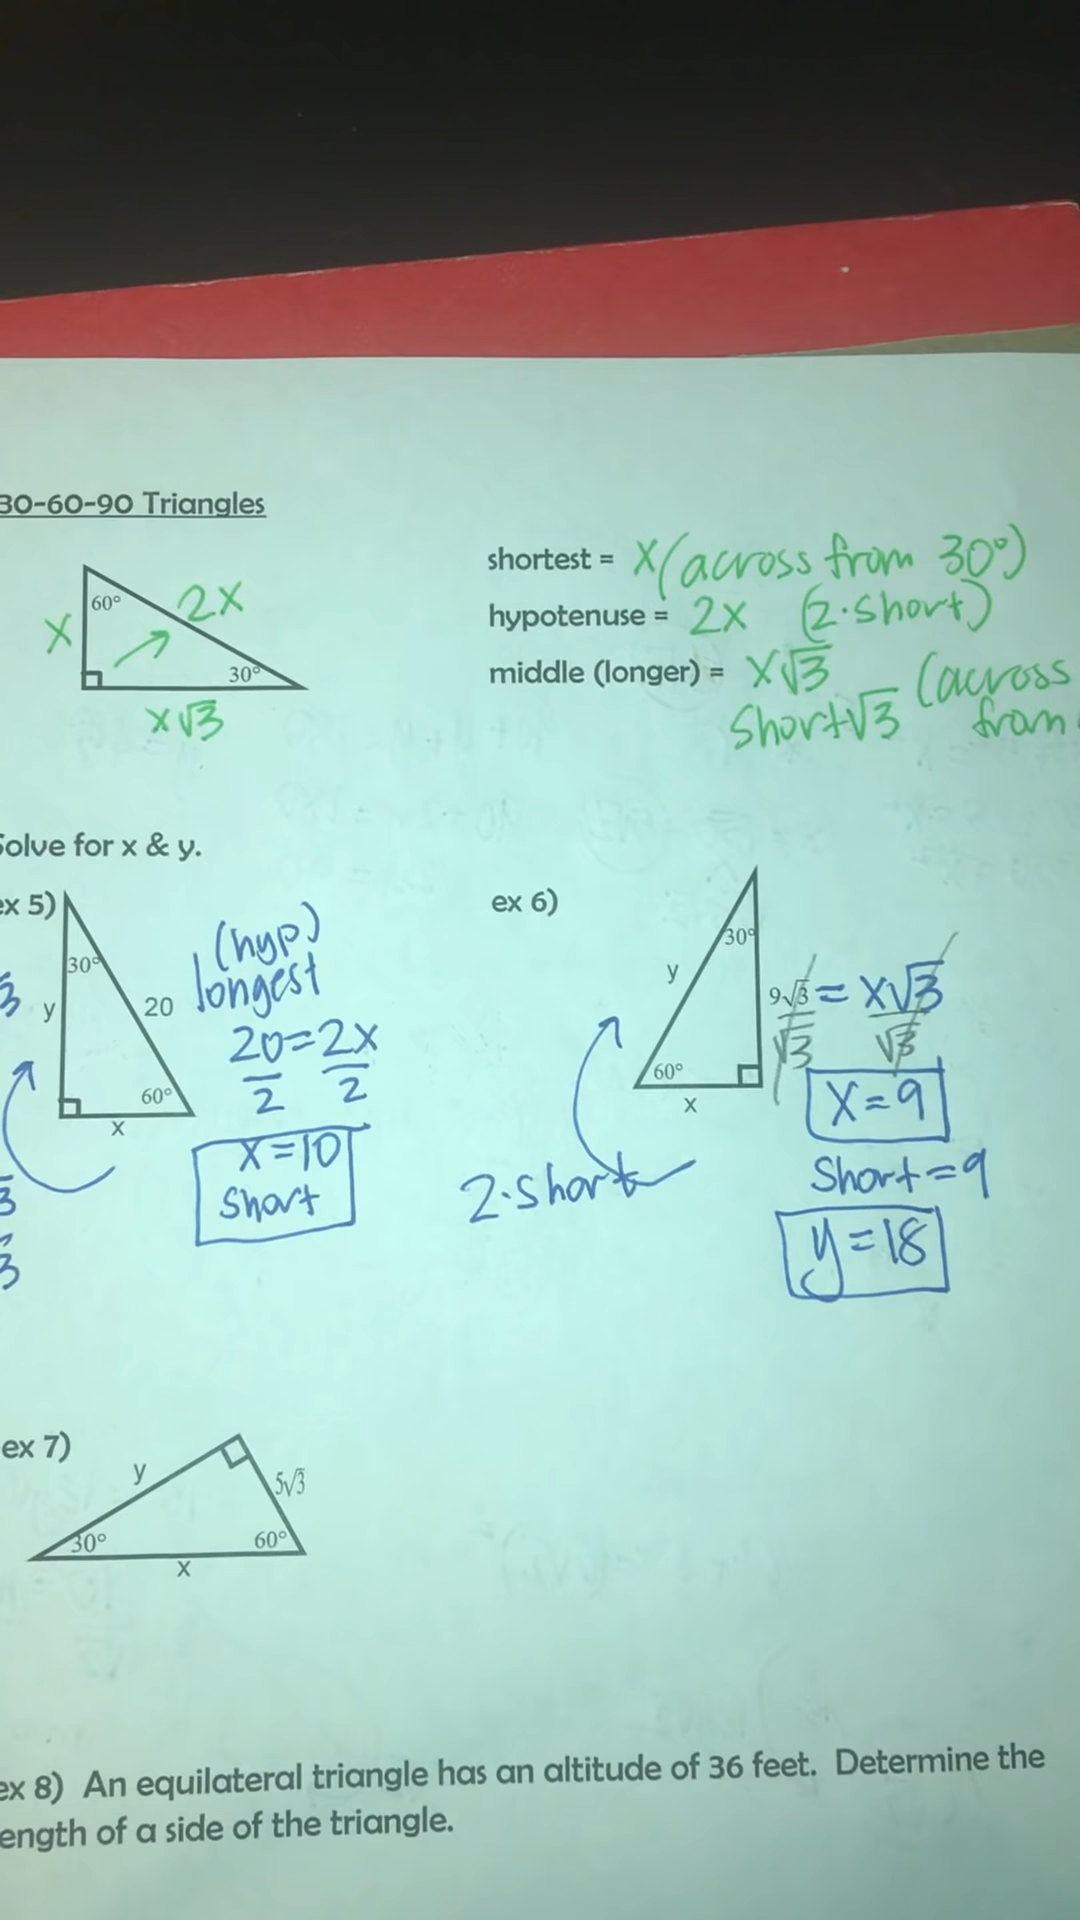 30-60-90 Triangles
60°
2x
x
30°
x√3
shortest = x (across from 30°)
hypotenuse = 2x (2·short)
middle (longer) = x√3 (across
short√3 from
Solve for x & y.
ex 5)
30°
y
20
60°
x
(hyp)
longest
20=2x
2 2
x=10
short
3
√3
3
ex 6)
30°
y
9√3 = x√3
√3 √3
60°
x
x=9
2·short
short=9
y=18
ex 7)
y
5√3
30°
60°
x
ex 8) An equilateral triangle has an altitude of 36 feet. Determine the
ength of a side of the triangle.